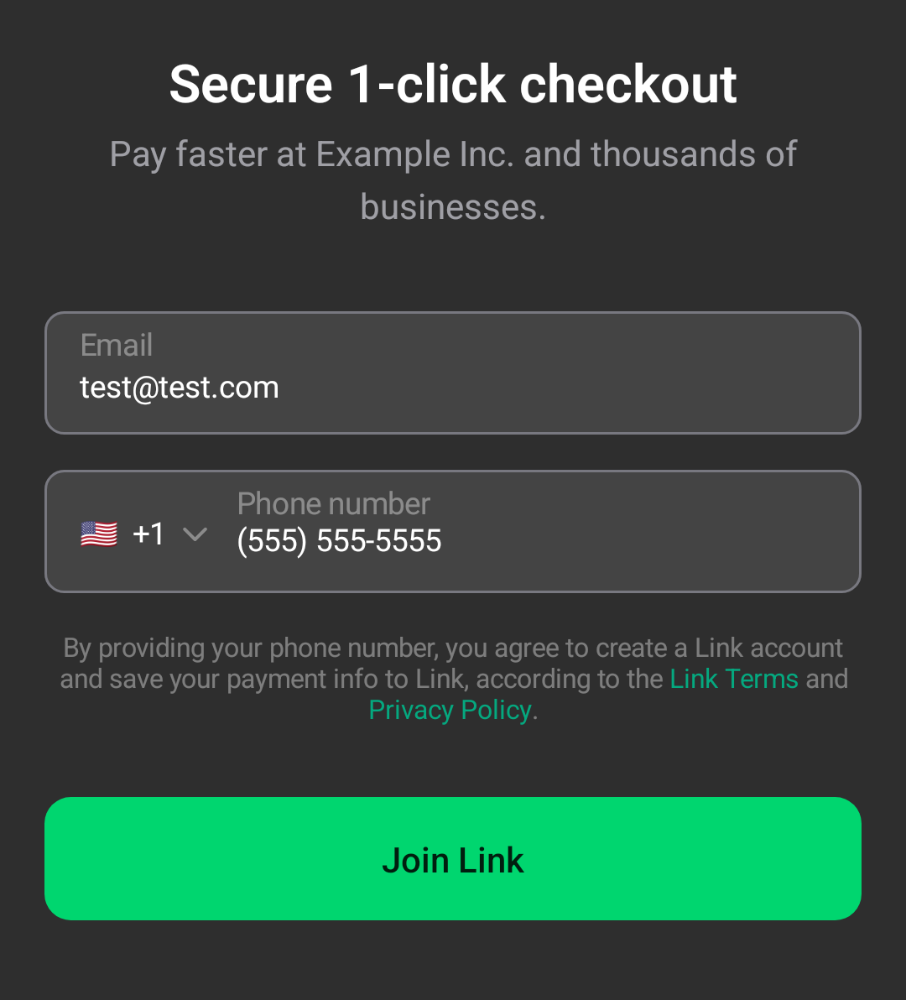 Secure 1-click checkout
Pay faster at Example Inc. and thousands of
businesses.
Email
test@test.com
Phone number
+1 (555) 555-5555
By providing your phone number, you agree to create a Link account
and save your payment info to Link, according to the Link Terms and
Privacy Policy.
Join Link